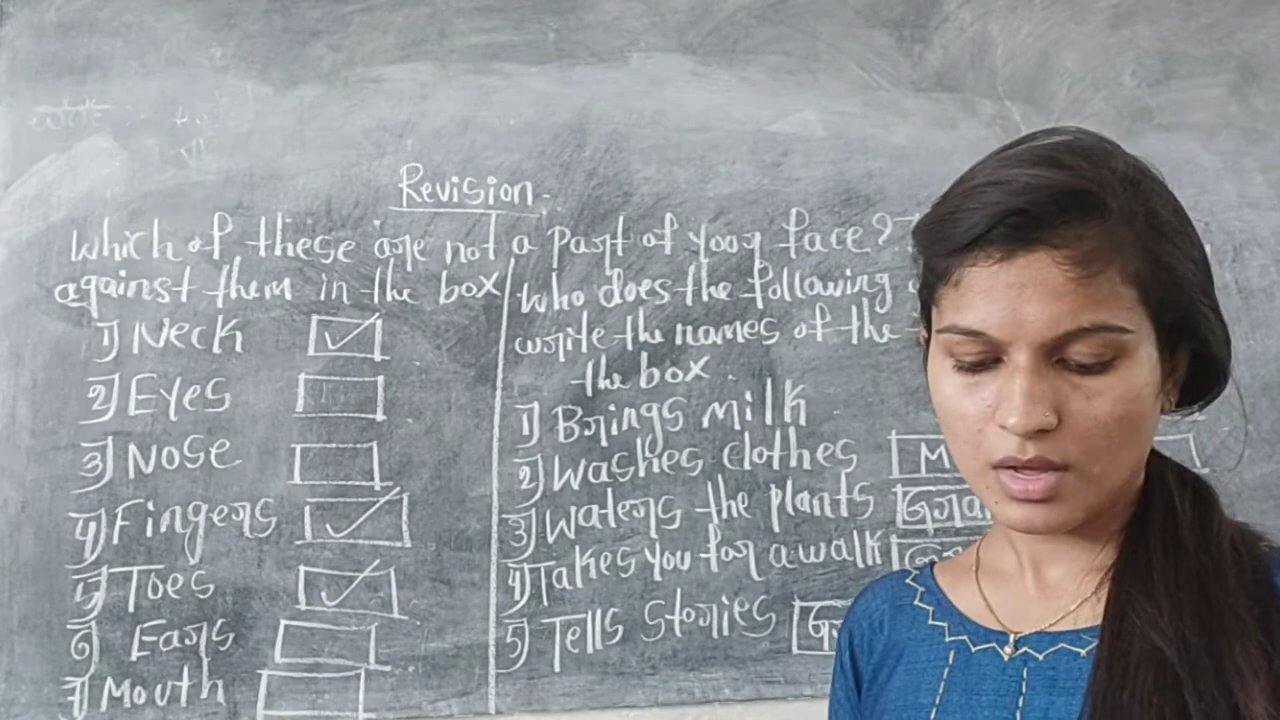 Revision.
which of these are not a part of your face?
against them in the box
1) Neck
2) Eyes
3) Nose
4) Fingers
5) Toes
6) Ears
7) Mouth
who does the following
write the names of the
the box.
1) Brings milk
2) washes clothes M
3) waters the plants Gra
4) Takes you for a walk
5) Tells stories